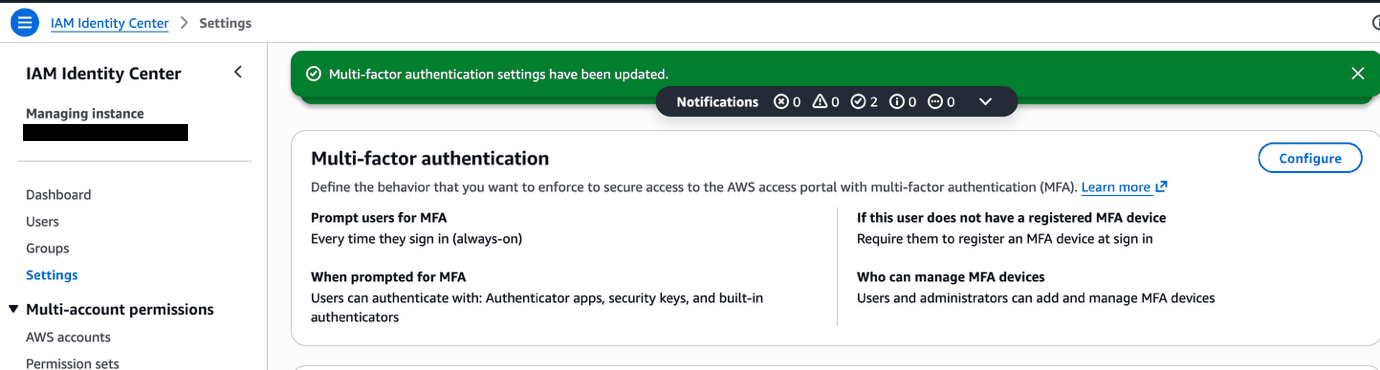 IAM Identity Center > Settings
IAM Identity Center
Managing instance
Dashboard
Users
Groups
Settings
Multi-account permissions
AWS accounts
Permission sets
Multi-factor authentication settings have been updated.
Notifications 0 0 2 0 0
Multi-factor authentication
Configure
Define the behavior that you want to enforce to secure access to the AWS access portal with multi-factor authentication (MFA). Learn more
Prompt users for MFA
Every time they sign in (always-on)
When prompted for MFA
Users can authenticate with: Authenticator apps, security keys, and built-in
authenticators
If this user does not have a registered MFA device
Require them to register an MFA device at sign in
Who can manage MFA devices
Users and administrators can add and manage MFA devices